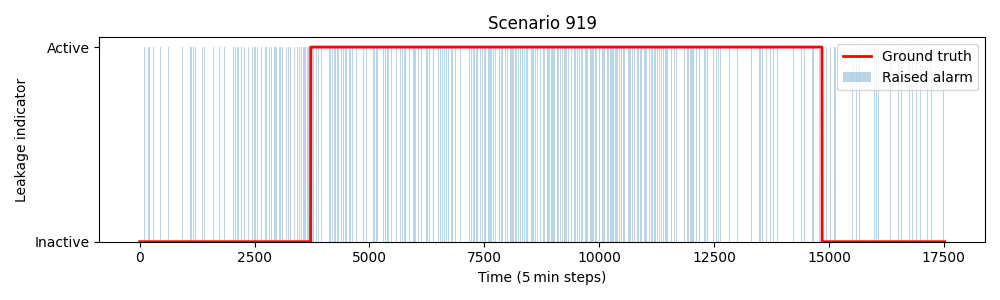 Scenario 919
Active
Inactive
Leakage indicator
Ground truth
Raised alarm
0 2500 5000 7500 10000 12500 15000 17500
Time (5 min steps)